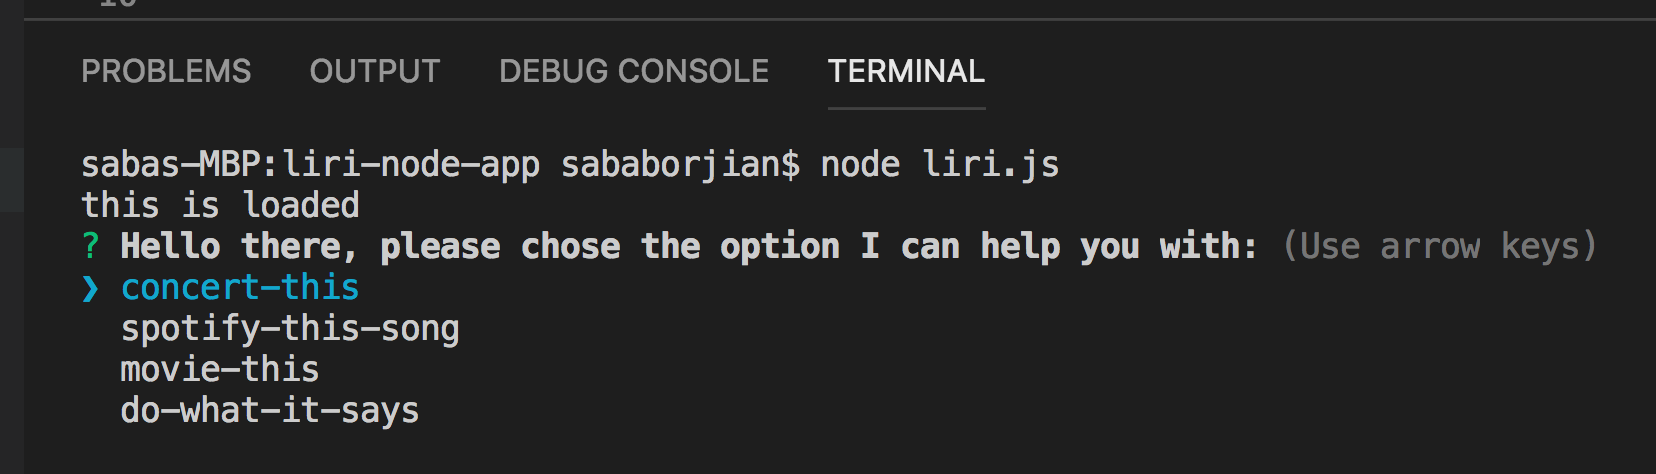 PROBLEMS OUTPUT DEBUG CONSOLE TERMINAL
sabas-MBP:liri-node-app sababorjian$ node liri.js
this is loaded
? Hello there, please chose the option I can help you with: (Use arrow keys)
❯ concert-this
spotify-this-song
movie-this
do-what-it-says